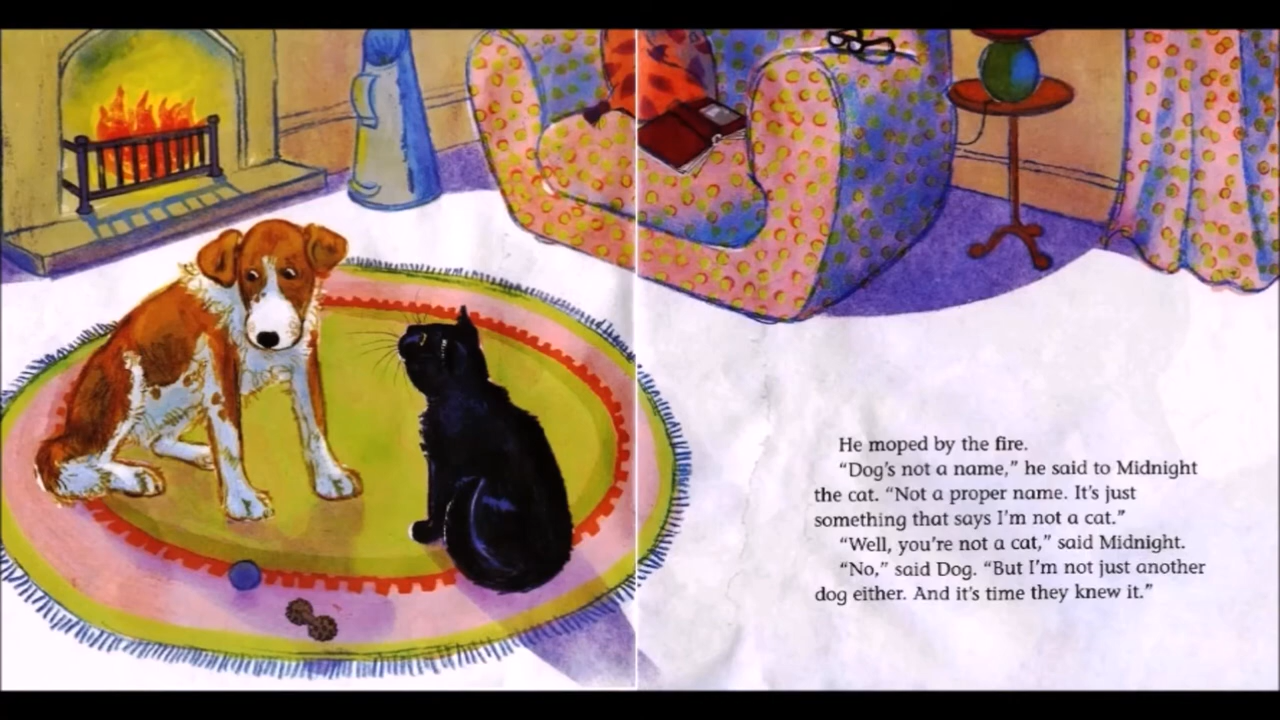 He moped by the fire.
“Dog’s not a name,” he said to Midnight
the cat. “Not a proper name. It’s just
something that says I’m not a cat.”
“Well, you’re not a cat,” said Midnight.
“No,” said Dog. “But I’m not just another
dog either. And it’s time they knew it.”